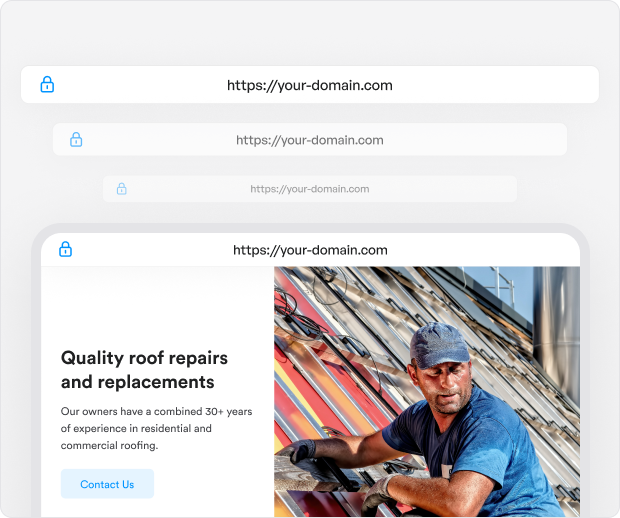 https://your-domain.com
https://your-domain.com
https://your-domain.com
https://your-domain.com
Quality roof repairs
and replacements
Our owners have a combined 30+ years
of experience in residential and
commercial roofing.
Contact Us